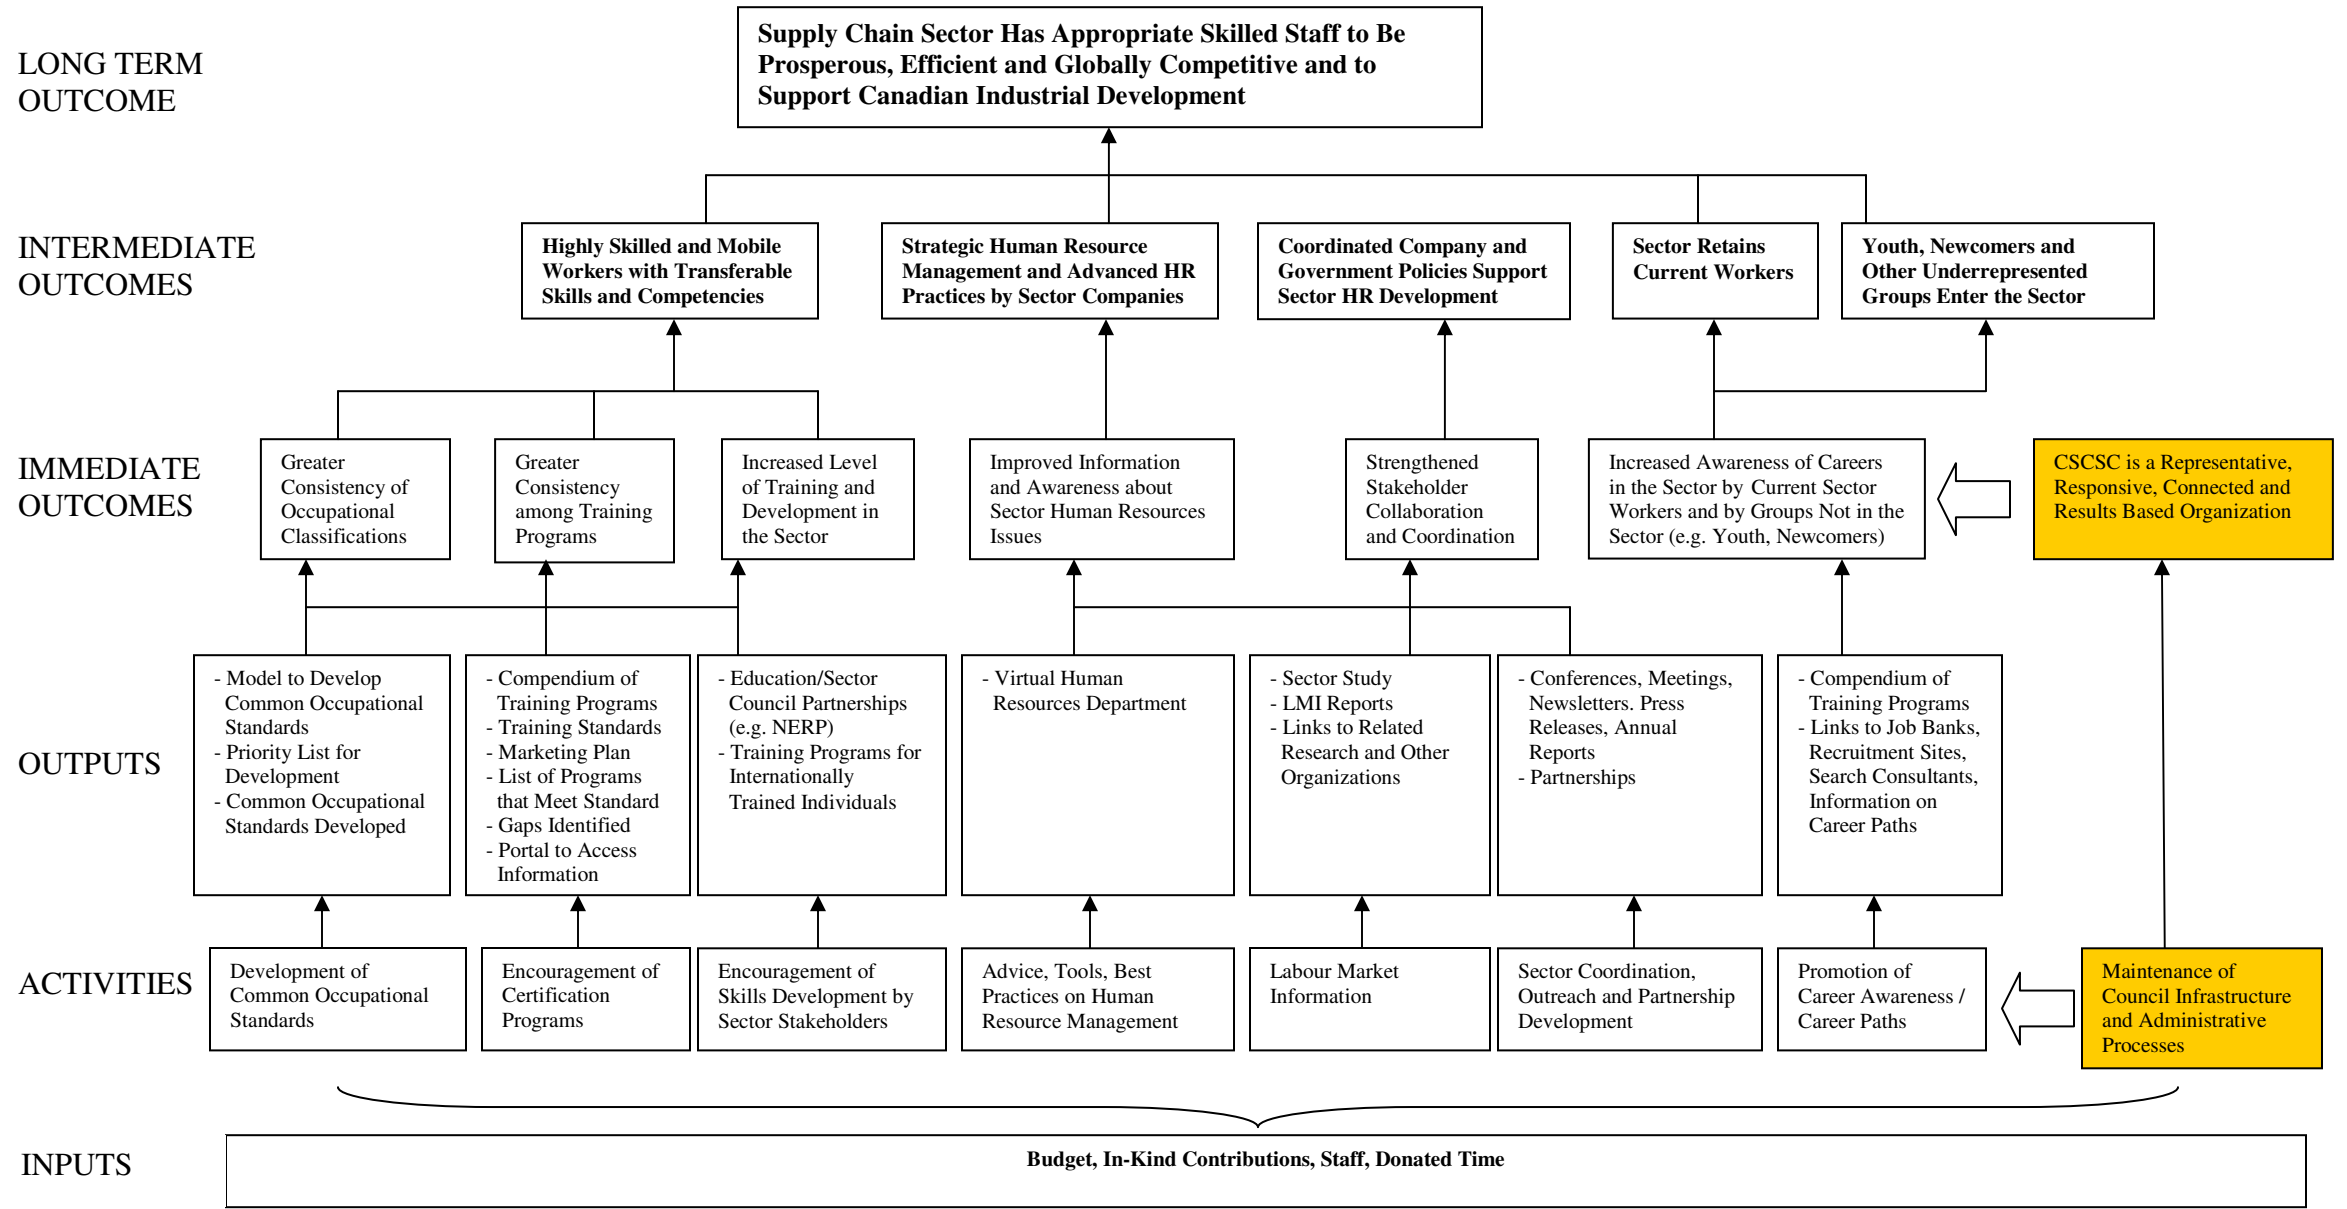 LONG TERM
OUTCOME
Supply Chain Sector Has Appropriate Skilled Staff to Be
Prosperous, Efficient and Globally Competitive and to
Support Canadian Industrial Development
INTERMEDIATE
OUTCOMES
Highly Skilled and Mobile
Workers with Transferable
Skills and Competencies
Strategic Human Resource
Management and Advanced HR
Practices by Sector Companies
Coordinated Company and
Government Policies Support
Sector HR Development
Sector Retains
Current Workers
Youth, Newcomers and
Other Underrepresented
Groups Enter the Sector
IMMEDIATE
OUTCOMES
Greater
Consistency of
Occupational
Classifications
Greater
Consistency
among Training
Programs
Increased Level
of Training and
Development in
the Sector
Improved Information
and Awareness about
Sector Human Resources
Issues
Strengthened
Stakeholder
Collaboration
and Coordination
Increased Awareness of Careers
in the Sector by Current Sector
Workers and by Groups Not in the
Sector (e.g. Youth, Newcomers)
CSCSC is a Representative,
Responsive, Connected and
Results Based Organization
OUTPUTS
- Model to Develop
Common Occupational
Standards
- Priority List for
Development
- Common Occupational
Standards Developed
- Compendium of
Training Programs
- Training Standards
- Marketing Plan
- List of Programs
that Meet Standard
- Gaps Identified
- Portal to Access
Information
- Education/Sector
Council Partnerships
(e.g. NERP)
- Training Programs for
Internationally
Trained Individuals
- Virtual Human
Resources Department
- Sector Study
- LMI Reports
- Links to Related
Research and Other
Organizations
- Conferences, Meetings,
Newsletters. Press
Releases, Annual
Reports
- Partnerships
- Compendium of
Training Programs
- Links to Job Banks,
Recruitment Sites,
Search Consultants,
Information on
Career Paths
ACTIVITIES
Development of
Common Occupational
Standards
Encouragement of
Certification
Programs
Encouragement of
Skills Development by
Sector Stakeholders
Advice, Tools, Best
Practices on Human
Resource Management
Labour Market
Information
Sector Coordination,
Outreach and Partnership
Development
Promotion of
Career Awareness /
Career Paths
Maintenance of
Council Infrastructure
and Administrative
Processes
INPUTS
Budget, In-Kind Contributions, Staff, Donated Time